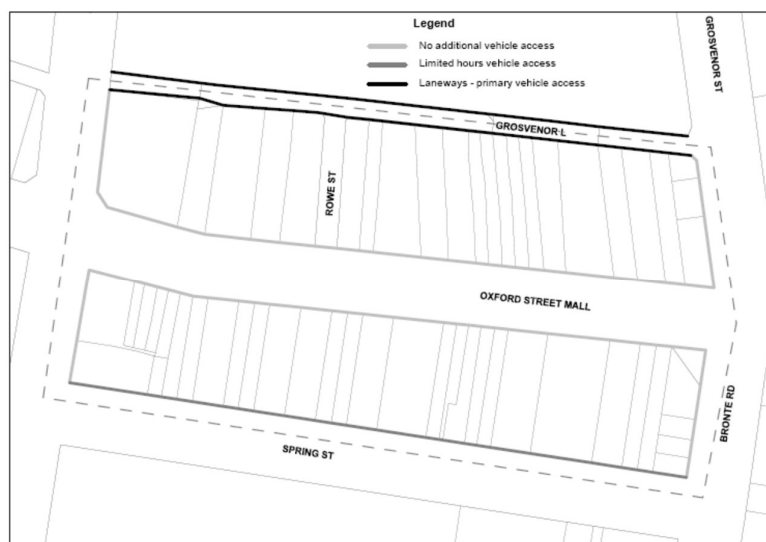 Legend
No additional vehicle access
Limited hours vehicle access
Laneways - primary vehicle access
GROSVENOR ST
GROSVENOR L
ROWE ST
OXFORD STREET MALL
BRONTE RD
SPRING ST